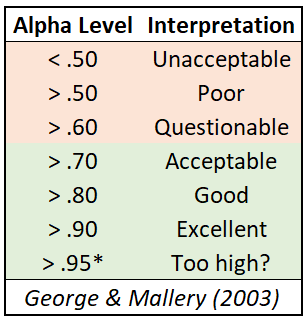 Alpha Level Interpretation
< .50 Unacceptable
> .50 Poor
> .60 Questionable
> .70 Acceptable
> .80 Good
> .90 Excellent
> .95* Too high?
George & Mallery (2003)